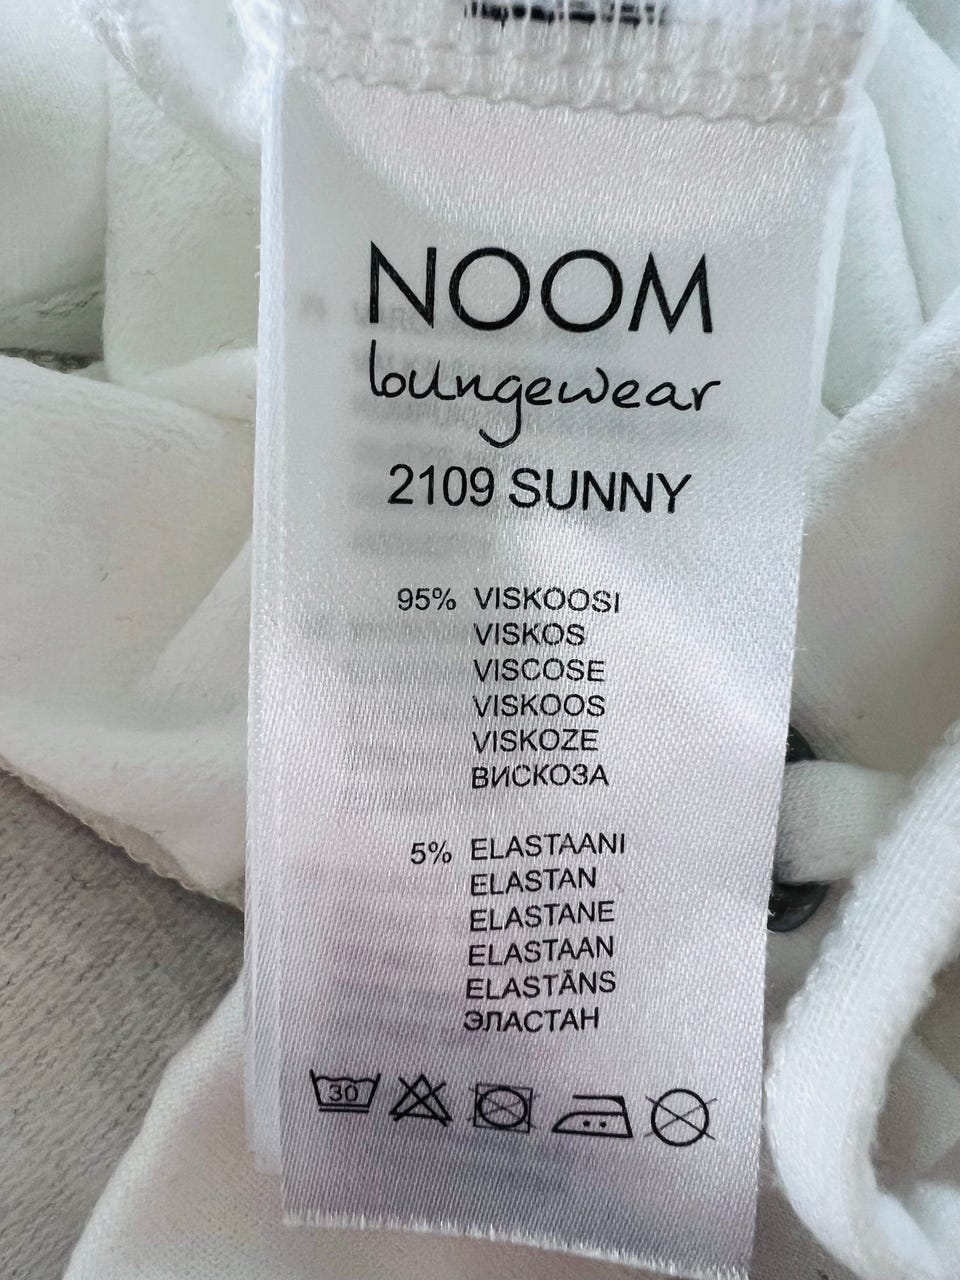 NOOM
loungewear
2109 SUNNY
95% VISKOOSI
VISKOS
VISCOSE
VISKOOS
VISKOZE
ВИСКОЗА
5% ELASTAANI
ELASTAN
ELASTANE
ELASTAAN
ELASTĀNS
ЭЛАСТАН
30